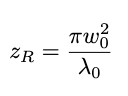 $z_R = \frac{\pi w_0^2}{\lambda_0}$